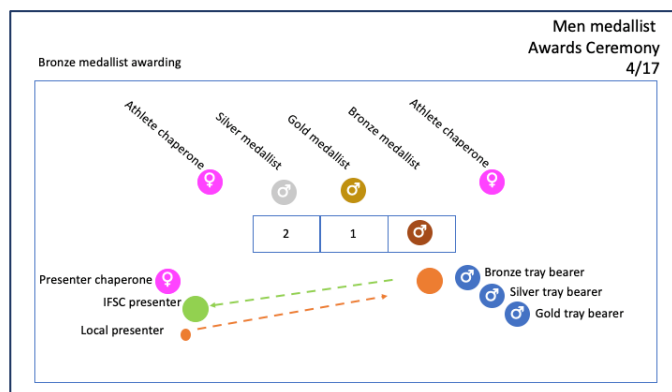 Men medallist
Awards Ceremony
4/17
Bronze medallist awarding
Athlete chaperone
Silver medallist
Gold medallist
Bronze medallist
Athlete chaperone
2
1
Presenter chaperone
IFSC presenter
Local presenter
Bronze tray bearer
Silver tray bearer
Gold tray bearer